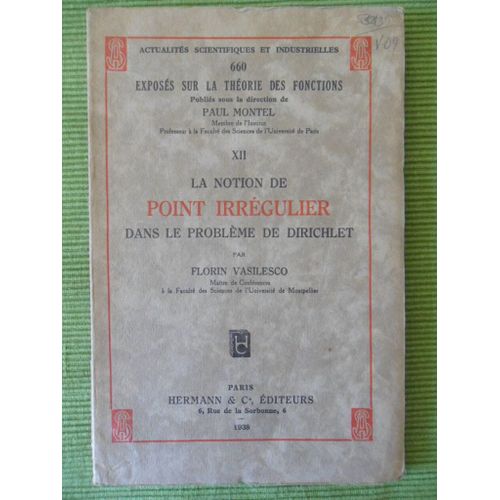 ACTUALITÉS SCIENTIFIQUES ET INDUSTRIELLES
660
EXPOSÉS SUR LA THÉORIE DES FONCTIONS
Publiés sous la direction de
PAUL MONTEL
Membre de l'Institut
Professeur à la Faculté des Sciences de l'Université de Paris
XII
LA NOTION DE
POINT IRRÉGULIER
DANS LE PROBLÈME DE DIRICHLET
PAR
FLORIN VASILESCO
Maître de Conférences
à la Faculté des Sciences de l'Université de Montpellier
PARIS
HERMANN & Cie, ÉDITEURS
6, Rue de la Sorbonne, 6
1938